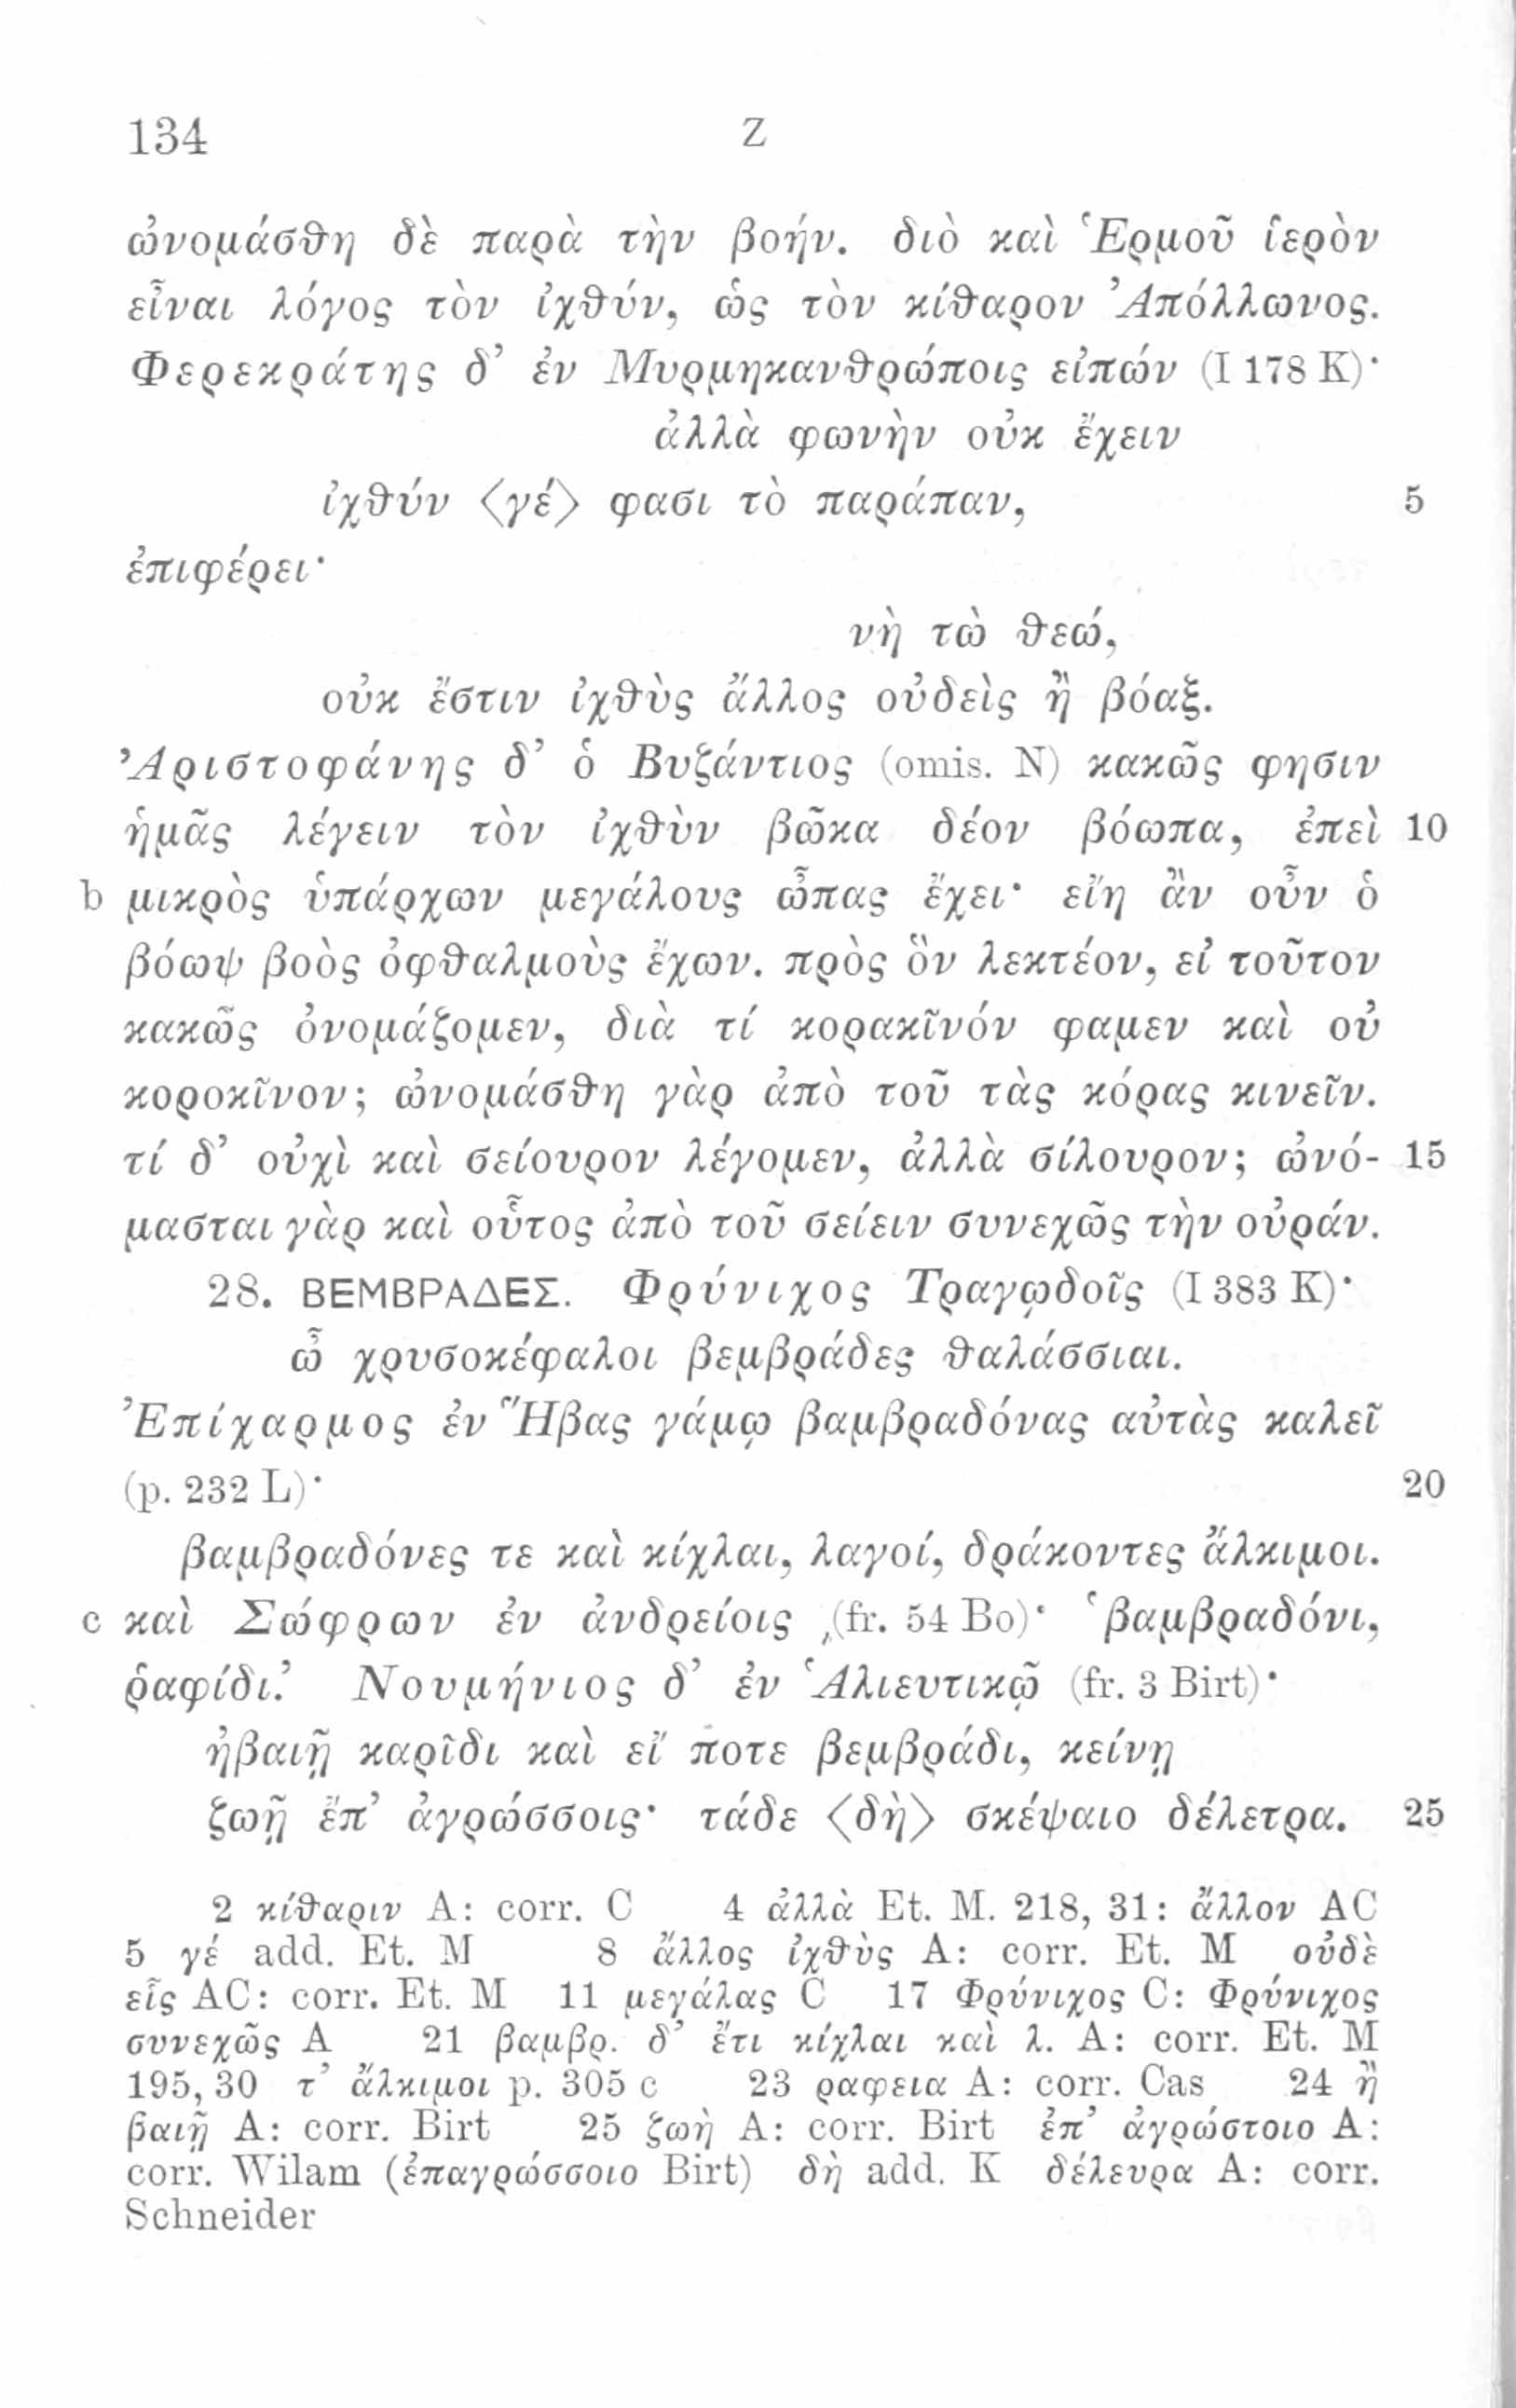 134 Z
ὠνομάσθη δὲ παρὰ τὴν βοήν. διὸ καὶ Ἑρμοῦ ἱερὸν
εἶναι λόγος τὸν ἰχθύν, ὡς τὸν κίθαρον Ἀπόλλωνος.
Φερεκράτης δ’ ἐν Μυρμηκανθρώποις εἰπών (I 178 K)·
ἀλλὰ φωνὴν οὐκ ἔχειν
ἰχθύν ⟨γέ⟩ φασι τὸ παράπαν, 5
ἐπιφέρει·
νὴ τὼ θεώ,
οὐκ ἔστιν ἰχθὺς ἄλλος οὐδεὶς ἢ βόαξ.
Ἀριστοφάνης δ’ ὁ Βυζάντιος (omis. N) κακῶς φησιν
ἡμᾶς λέγειν τὸν ἰχθὺν βῶκα δέον βόωπα, ἐπεὶ 10
b μικρὸς ὑπάρχων μεγάλους ὦπας ἔχει· εἴη ἂν οὖν ὁ
βόωψ βοὸς ὀφθαλμοὺς ἔχων. πρὸς ὃν λεκτέον, εἰ τοῦτον
κακῶς ὀνομάζομεν, διὰ τί κορακῖνόν φαμεν καὶ οὐ
κοροκῖνον; ὠνομάσθη γὰρ ἀπὸ τοῦ τὰς κόρας κινεῖν.
τί δ’ οὐχὶ καὶ σείουρον λέγομεν, ἀλλὰ σίλουρον; ὠνό- 15
μασται γὰρ καὶ οὗτος ἀπὸ τοῦ σείειν συνεχῶς τὴν οὐράν.
28. ΒΕΜΒΡΑΔΕΣ. Φρύνιχος Τραγῳδοῖς (I 383 K)·
ὦ χρυσοκέφαλοι βεμβράδες θαλάσσιαι.
Ἐπίχαρμος ἐν Ἥβας γάμῳ βαμβραδόνας αὐτὰς καλεῖ
(p. 232 L)· 20
βαμβραδόνες τε καὶ κίχλαι, λαγοί, δράκοντες ἄλκιμοι.
c καὶ Σώφρων ἐν ἀνδρείοις (fr. 54 Bo)· ‘βαμβραδόνι,
ῥαφίδι.’ Νουμήνιος δ’ ἐν Ἁλιευτικῷ (fr. 3 Birt)·
ἠβαιῇ καρῖδι καὶ εἴ ποτε βεμβράδι, κείνῃ
ζωῇ ἔπ’ ἀγρώσσοις· τάδε ⟨δὴ⟩ σκέψαιο δέλετρα. 25
2 κίθαριν A: corr. C 4 ἀλλὰ Et. M. 218, 31: ἄλλον AC
5 γέ add. Et. M 8 ἄλλος ἰχθὺς A: corr. Et. M οὐδὲ
εἷς AC: corr. Et. M 11 μεγάλας C 17 Φρύνιχος C: Φρύνιχος
συνεχῶς A 21 βαμβρ. δ’ ἔτι κίχλαι καὶ λ. A: corr. Et. M
195, 30 τ’ ἄλκιμοι p. 305 c 23 ραφεια A: corr. Cas 24 ἢ
βαιῇ A: corr. Birt 25 ζωὴ A: corr. Birt ἐπ’ ἀγρώστοιο A:
corr. Wilam (ἐπαγρώσσοιο Birt) δὴ add. K δέλευρα A: corr.
Schneider